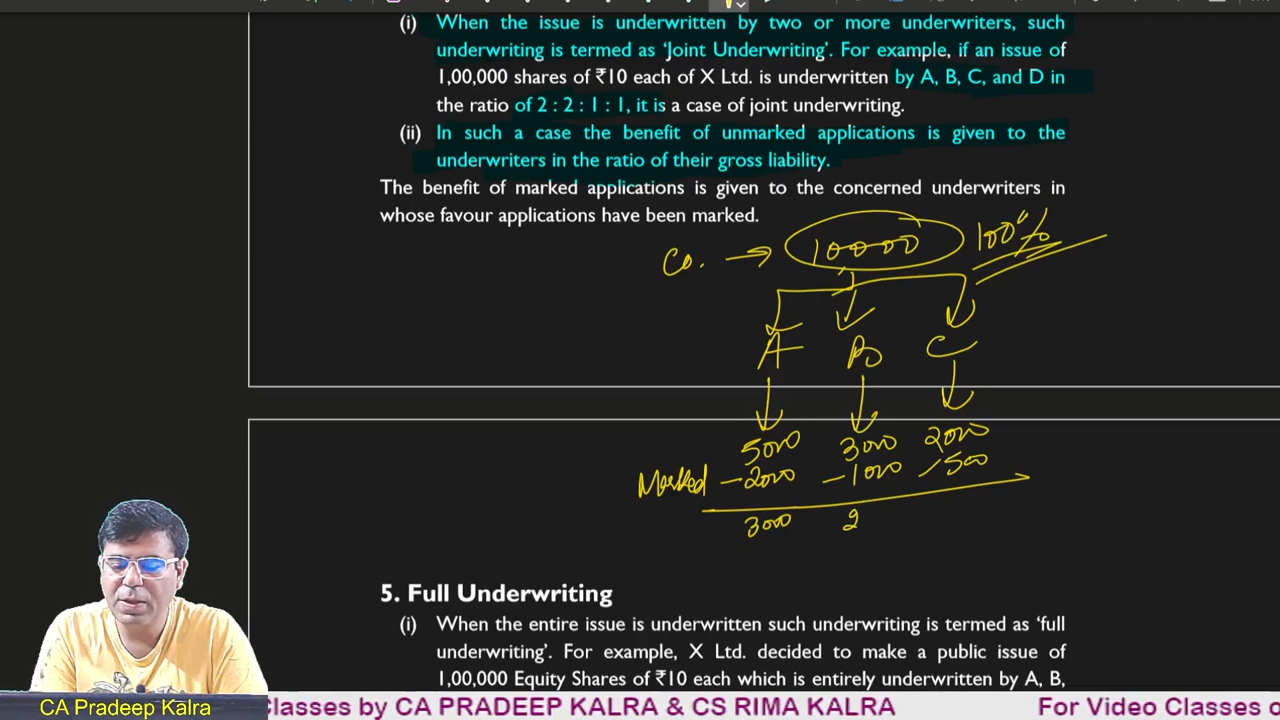 (i) When the issue is underwritten by two or more underwriters, such
underwriting is termed as ‘Joint Underwriting’. For example, if an issue of
1,00,000 shares of ₹10 each of X Ltd. is underwritten by A, B, C, and D in
the ratio of 2 : 2 : 1 : 1, it is a case of joint underwriting.
(ii) In such a case the benefit of unmarked applications is given to the
underwriters in the ratio of their gross liability.
The benefit of marked applications is given to the concerned underwriters in
whose favour applications have been marked.
Co. → 10000 100%
A B C
5000 3000 2000
Marked -2000 -1000 -500
3000 2
5. Full Underwriting
(i) When the entire issue is underwritten such underwriting is termed as ‘full
underwriting’. For example, X Ltd. decided to make a public issue of
1,00,000 Equity Shares of ₹10 each which is entirely underwritten by A, B,
CA Pradeep Kalra
Classes by CA PRADEEP KALRA & CS RIMA KALRA For Video Classes